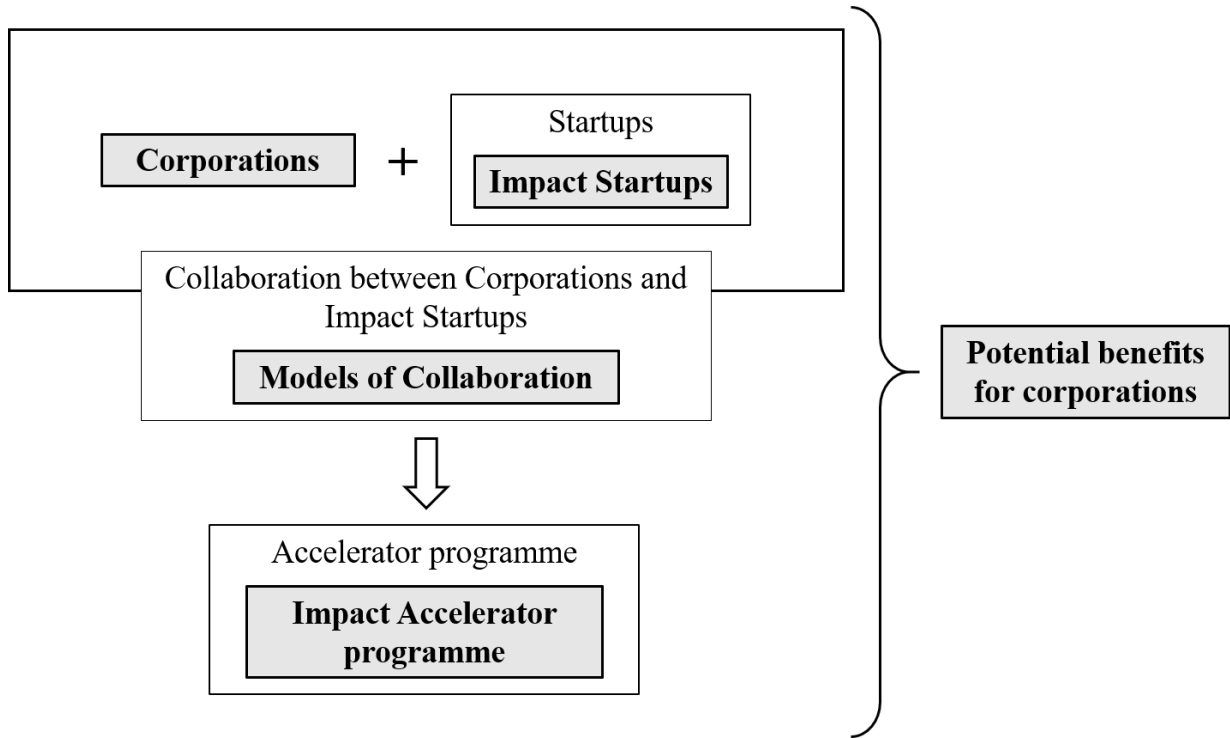 Corporations
+
Startups
Impact Startups
Collaboration between Corporations and
Impact Startups
Models of Collaboration
Accelerator programme
Impact Accelerator
programme
Potential benefits
for corporations